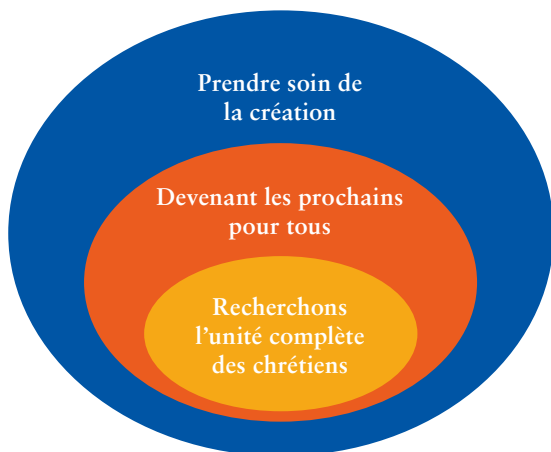 Prendre soin de
la création
Devenant les prochains
pour tous
Recherchons
l’unité complète
des chrétiens